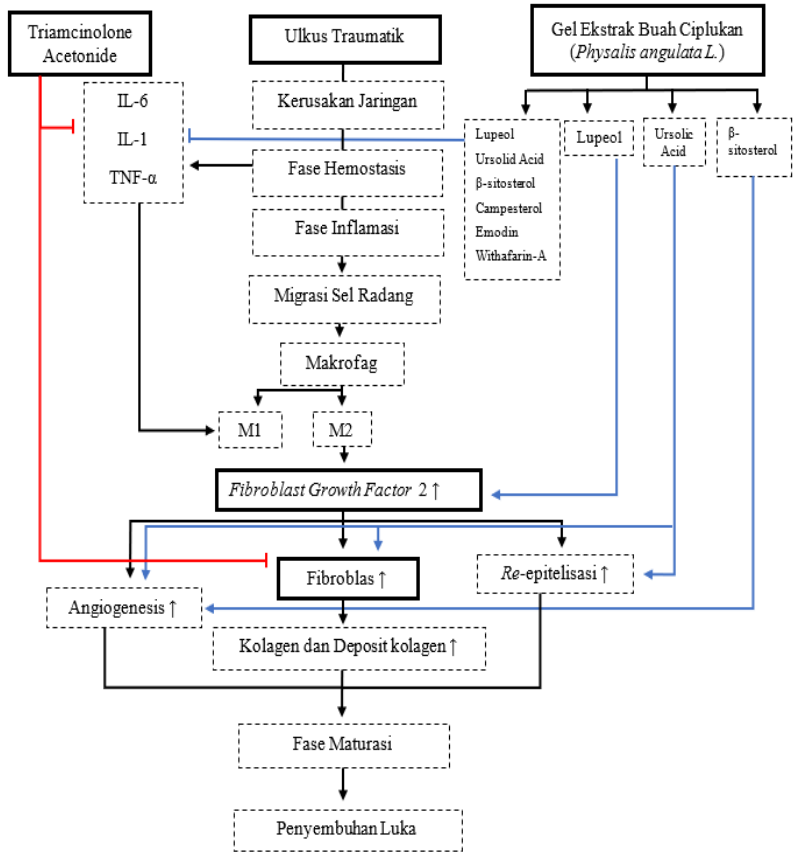 Triamcinolone
Acetonide
Ulkus Traumatik
Gel Ekstrak Buah Ciplukan
(Physalis angulata L.)
IL-6
IL-1
TNF-α
Kerusakan Jaringan
Fase Hemostasis
Fase Inflamasi
Migrasi Sel Radang
Makrofag
M1
M2
Lupeol
Ursolid Acid
β-sitosterol
Campesterol
Emodin
Withafarin-A
Lupeol
Ursolic
Acid
β-
sitosterol
Fibroblast Growth Factor 2 ↑
Angiogenesis ↑
Fibroblas ↑
Re-epitelisasi ↑
Kolagen dan Deposit kolagen ↑
Fase Maturasi
Penyembuhan Luka